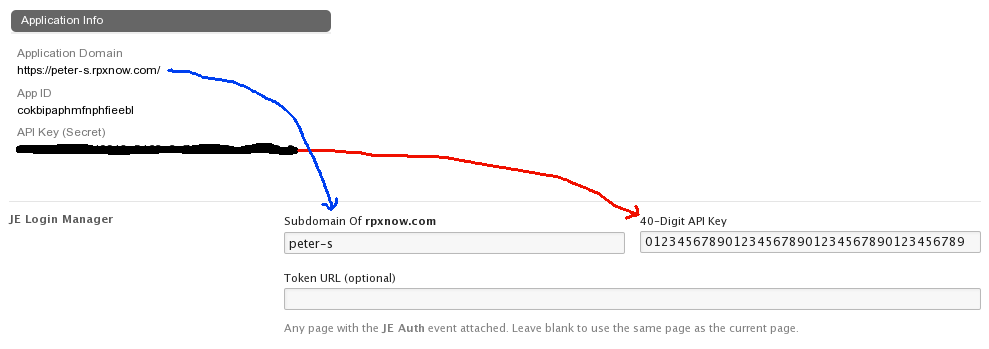 Application Info
Application Domain
https://peter-s.rpxnow.com/
App ID
cokbipaphmfnphfieebl
API Key (Secret)
JE Login Manager
Subdomain Of rpxnow.com
40-Digit API Key
peter-s
0123456789012345678901234567890123456789
Token URL (optional)
Any page with the JE Auth event attached. Leave blank to use the same page as the current page.